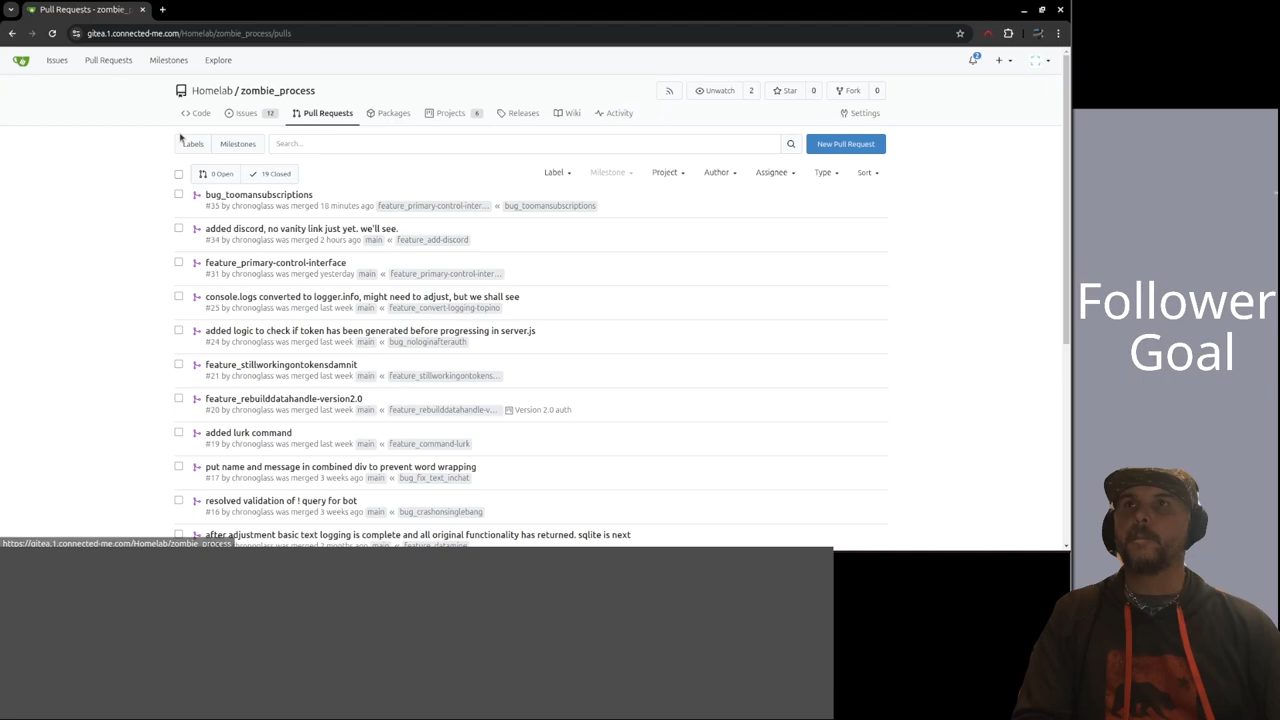 Pull Requests - zombie_p
gitea.1.connected-me.com/Homelab/zombie_process/pulls
Issues Pull Requests Milestones Explore 2
Homelab / zombie_process Unwatch 2 Star 0 Fork 0
Code Issues 12 Pull Requests Packages Projects 6 Releases Wiki Activity Settings
Labels Milestones Search... New Pull Request
0 Open 19 Closed Label Milestone Project Author Assignee Type Sort
bug_toomansubscriptions
#35 by chronoglass was merged 18 minutes ago feature_primary-control-inter... « bug_toomansubscriptions
added discord, no vanity link just yet. we'll see.
#34 by chronoglass was merged 2 hours ago main « feature_add-discord
feature_primary-control-interface
#31 by chronoglass was merged yesterday main « feature_primary-control-inter...
console.logs converted to logger.info, might need to adjust, but we shall see
#25 by chronoglass was merged last week main « feature_convert-logging-topino
added logic to check if token has been generated before progressing in server.js
#24 by chronoglass was merged last week main « bug_nologinafterauth
feature_stillworkingontokensdamnit
#21 by chronoglass was merged last week main « feature_stillworkingontokens...
feature_rebuilddatahandle-version2.0
#20 by chronoglass was merged last week main « feature_rebuilddatahandle-v... Version 2.0 auth
added lurk command
#19 by chronoglass was merged last week main « feature_command-lurk
put name and message in combined div to prevent word wrapping
#17 by chronoglass was merged 3 weeks ago main « bug_fix_text_inchat
resolved validation of ! query for bot
#16 by chronoglass was merged 3 weeks ago main « bug_crashonsinglebang
after adjustment basic text logging is complete and all original functionality has returned. sqlite is next
https://gitea.1.connected-me.com/Homelab/zombie_process
Follower
Goal